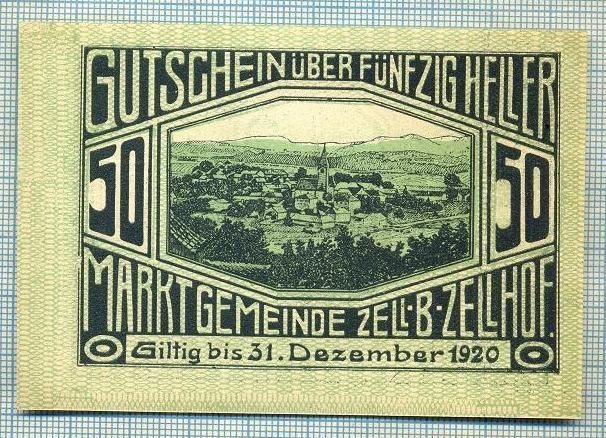 GUTSCHEIN ÜBER FÜNFZIG HELLER
50 50
MARKTGEMEINDE ZELL-B-ZELLHOF.
Giltig bis 31. Dezember 1920